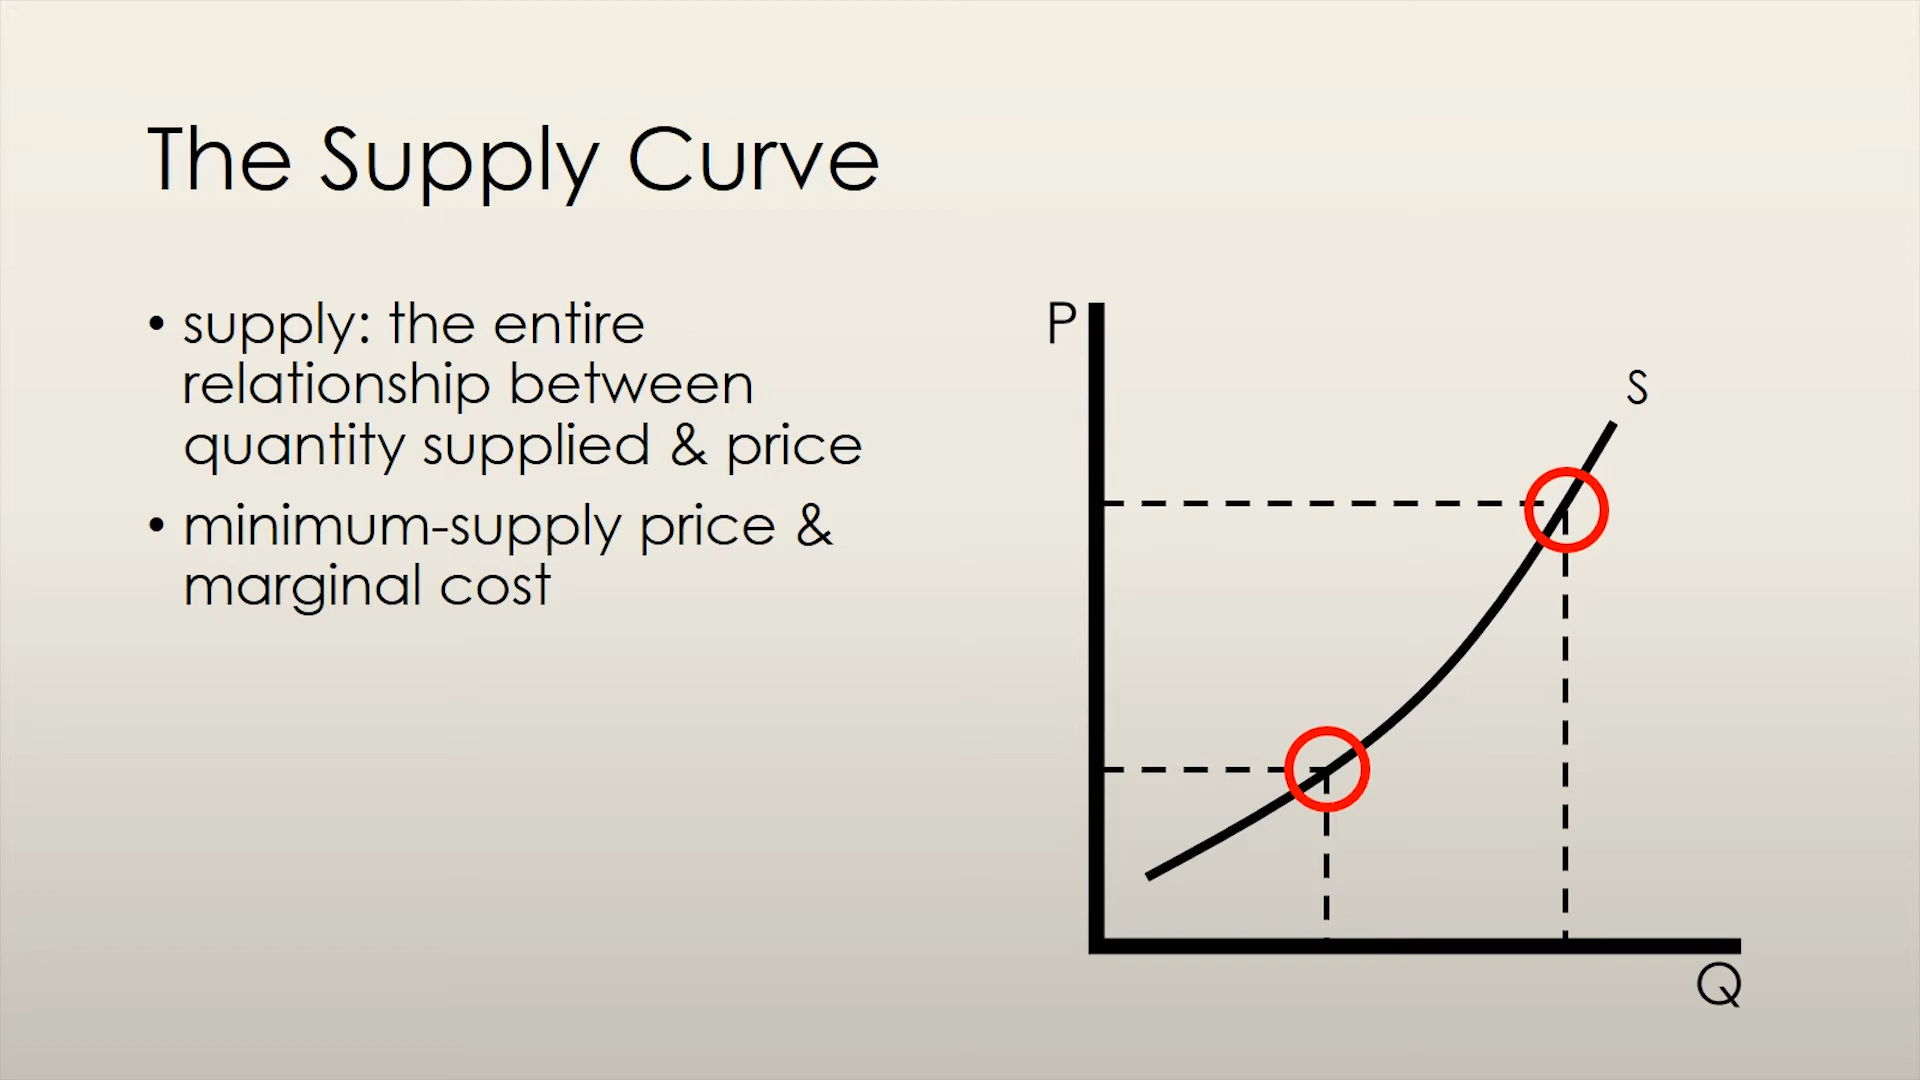 The Supply Curve
• supply: the entire
relationship between
quantity supplied & price
• minimum-supply price &
marginal cost
P
S
Q